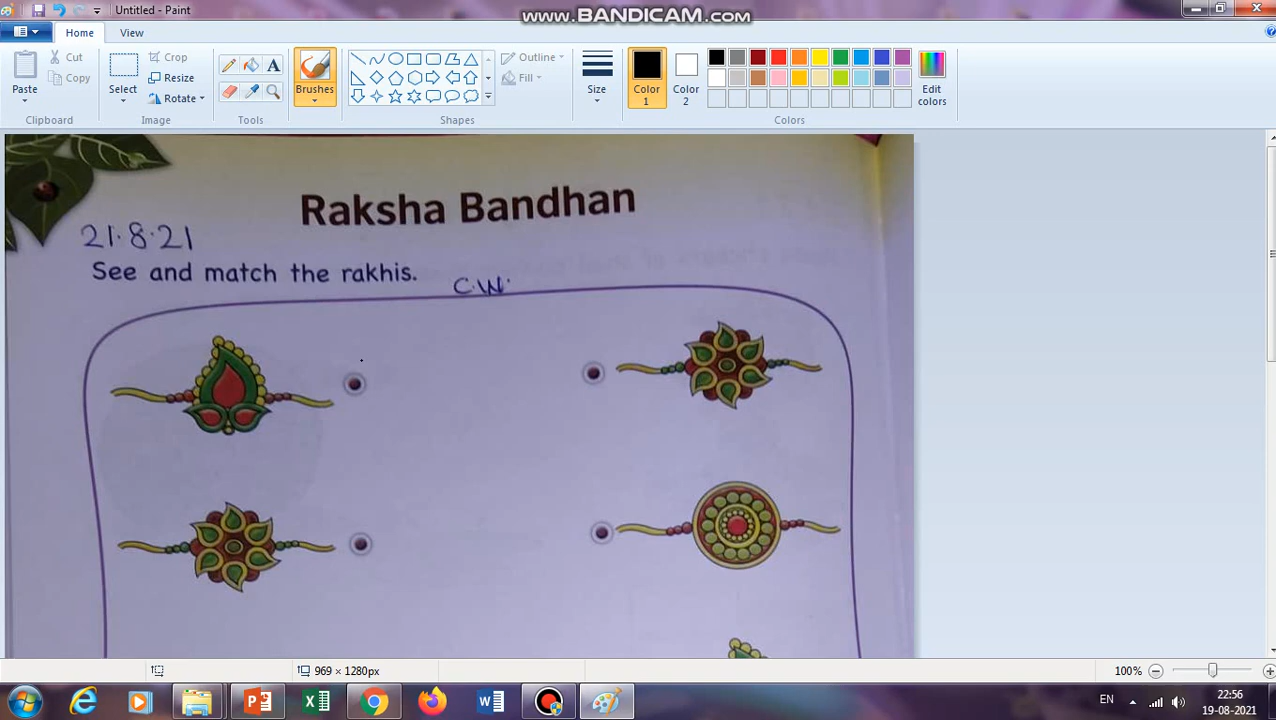 Untitled - Paint
www.BANDICAM.com
Home
View
Paste
Cut
Copy
Select
Crop
Resize
Rotate
A
Brushes
Outline
Fill
Size
Color 1
Color 2
Edit colors
Clipboard
Image
Tools
Shapes
Colors
Raksha Bandhan
21.8.21
See and match the rakhis.
C.W.
969 × 1280px
100%
EN
22:56
19-08-2021